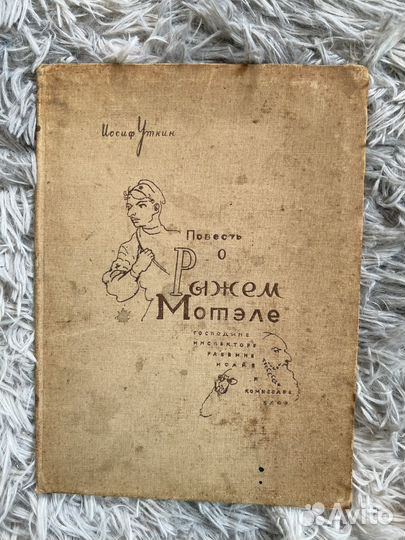 Иосиф Уткин
Повесть
о
Рыжем
Мотэле
господине
инспекторе
раввине
Исайе
и
комиссаре
Блох
Avito